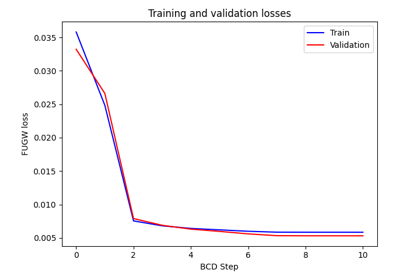 Training and validation losses
Train
Validation
FUGW loss
0.035
0.030
0.025
0.020
0.015
0.010
0.005
0 2 4 6 8 10
BCD Step